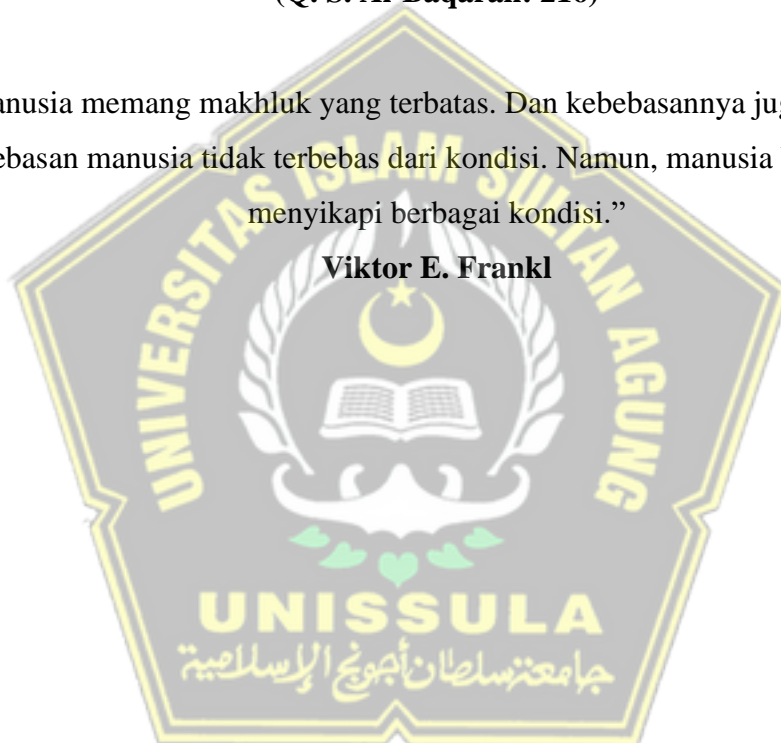 (Q. S. Al-Baqarah: 216)
anusia memang makhluk yang terbatas. Dan kebebasannya jug
ebasan manusia tidak terbebas dari kondisi. Namun, manusia
menyikapi berbagai kondisi.”
Viktor E. Frankl
UNIVERSITAS ISLAM SULTAN AGUNG
UNISSULA
جامعة سلطان أجونج الإسلامية